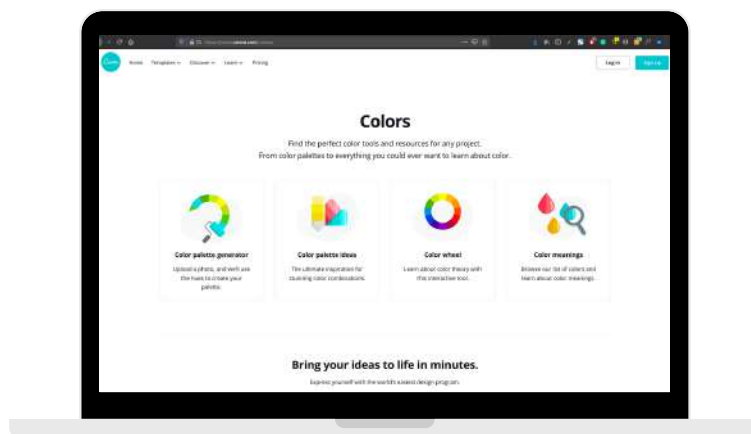 Canva
Home Templates Discover Learn Pricing
Log in Sign up
Colors
Find the perfect color tools and resources for any project.
From color palettes to everything you could ever want to learn about color.
Color palette generator
Upload a photo, and we'll use
the hues to create your
palette.
Color palette ideas
The ultimate inspiration for
stunning color combinations.
Color wheel
Learn about color theory with
this interactive tool.
Color meanings
Browse our list of colors and
learn about color meanings.
Bring your ideas to life in minutes.
Express yourself with the world's easiest design program.